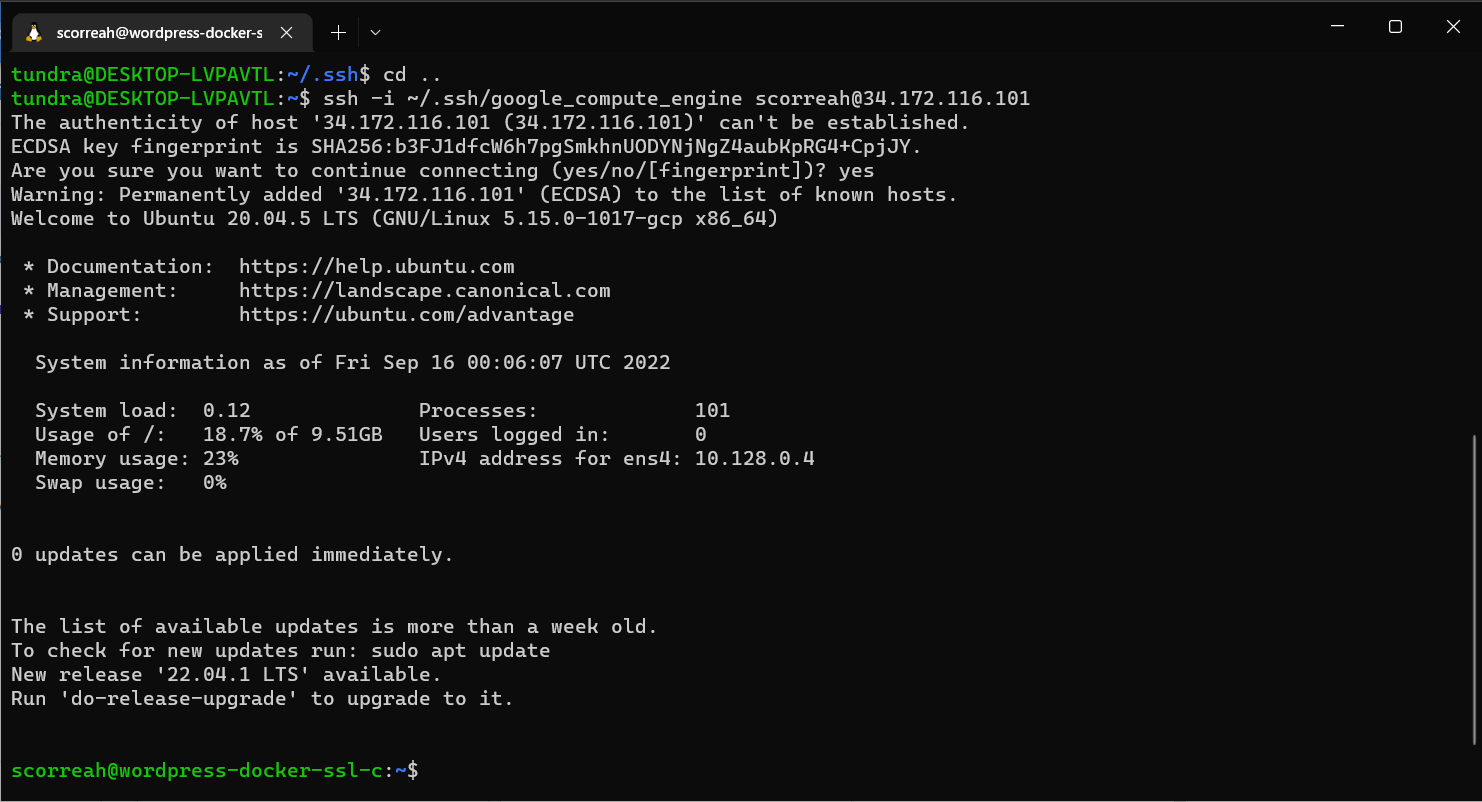 scorreah@wordpress-docker-s
tundra@DESKTOP-LVPAVTL:~/.ssh$ cd ..
tundra@DESKTOP-LVPAVTL:~$ ssh -i ~/.ssh/google_compute_engine scorreah@34.172.116.101
The authenticity of host '34.172.116.101 (34.172.116.101)' can't be established.
ECDSA key fingerprint is SHA256:b3FJ1dfcW6h7pgSmkhnUODYNjNgZ4aubKpRG4+CpjJY.
Are you sure you want to continue connecting (yes/no/[fingerprint])? yes
Warning: Permanently added '34.172.116.101' (ECDSA) to the list of known hosts.
Welcome to Ubuntu 20.04.5 LTS (GNU/Linux 5.15.0-1017-gcp x86_64)
* Documentation:  https://help.ubuntu.com
* Management:     https://landscape.canonical.com
* Support:        https://ubuntu.com/advantage
System information as of Fri Sep 16 00:06:07 UTC 2022
System load:  0.12              Processes:             101
Usage of /:   18.7% of 9.51GB   Users logged in:       0
Memory usage: 23%               IPv4 address for ens4: 10.128.0.4
Swap usage:   0%
0 updates can be applied immediately.
The list of available updates is more than a week old.
To check for new updates run: sudo apt update
New release '22.04.1 LTS' available.
Run 'do-release-upgrade' to upgrade to it.
scorreah@wordpress-docker-ssl-c:~$